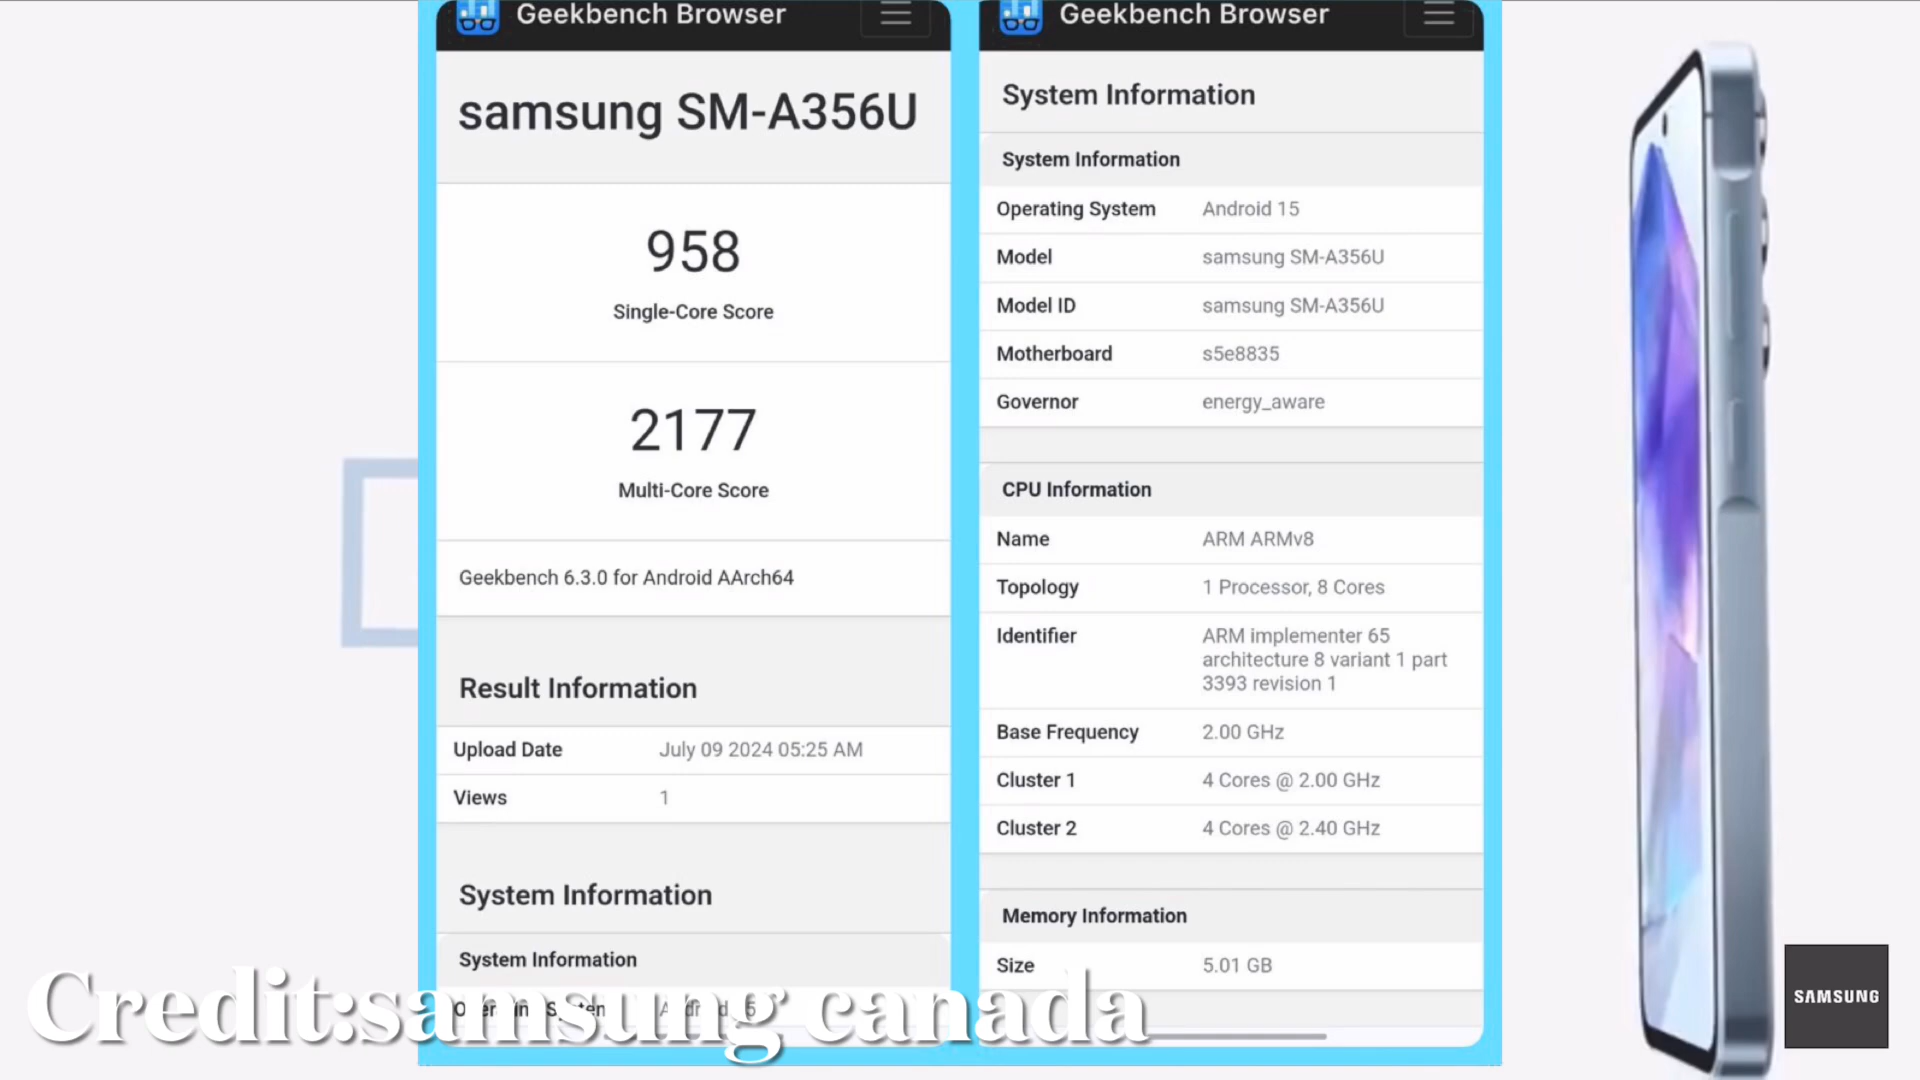 Geekbench Browser
samsung SM-A356U
958
Single-Core Score
2177
Multi-Core Score
Geekbench 6.3.0 for Android AArch64
Result Information
Upload Date July 09 2024 05:25 AM
Views 1
System Information
System Information
Geekbench Browser
System Information
System Information
Operating System Android 15
Model samsung SM-A356U
Model ID samsung SM-A356U
Motherboard s5e8835
Governor energy_aware
CPU Information
Name ARM ARMv8
Topology 1 Processor, 8 Cores
Identifier ARM implementer 65
architecture 8 variant 1 part
3393 revision 1
Base Frequency 2.00 GHz
Cluster 1 4 Cores @ 2.00 GHz
Cluster 2 4 Cores @ 2.40 GHz
Memory Information
Size 5.01 GB
Credit:samsung canada
SAMSUNG